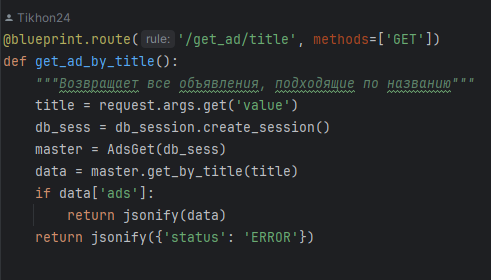 Tikhon24
@blueprint.route(rule: '/get_ad/title', methods=['GET'])
def get_ad_by_title():
    """Возвращает все объявления, подходящие по названию"""
    title = request.args.get('value')
    db_sess = db_session.create_session()
    master = AdsGet(db_sess)
    data = master.get_by_title(title)
    if data['ads']:
        return jsonify(data)
    return jsonify({'status': 'ERROR'})